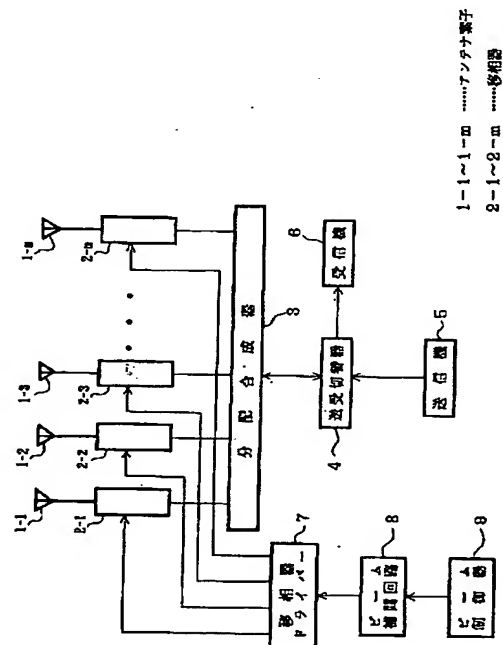 1-1
1-2
1-3
1-m
2-1
2-2
2-3
2-m
分配合成器
3
送受切替器
4
受信機
6
送信機
5
移相器
ドライバー
7
ビーム
補間回路
8
ビーム
制御器
9
1-1~1-m ……アンテナ素子
2-1~2-m ……移相器